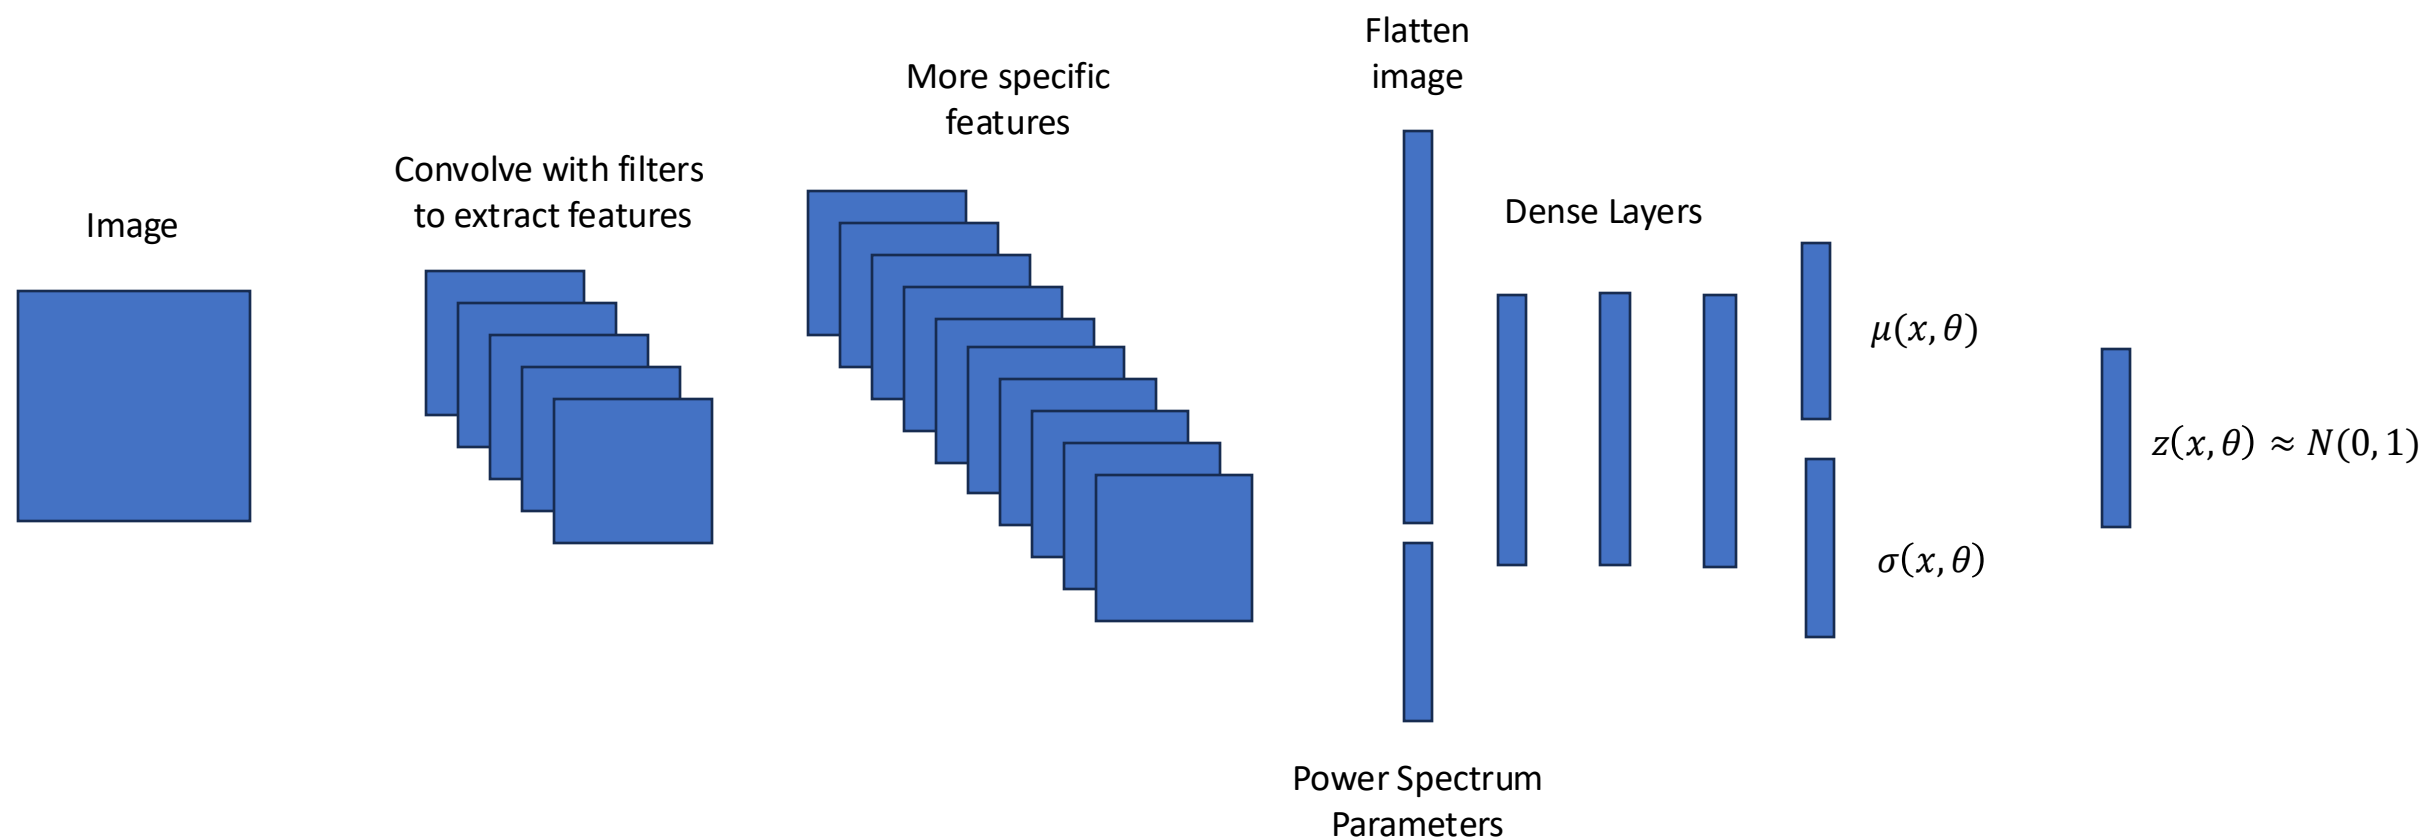 Image
Convolve with filters
to extract features
More specific
features
Flatten
image
Power Spectrum
Parameters
Dense Layers
μ(x, θ)
σ(x, θ)
z(x, θ) ≈ N(0, 1)